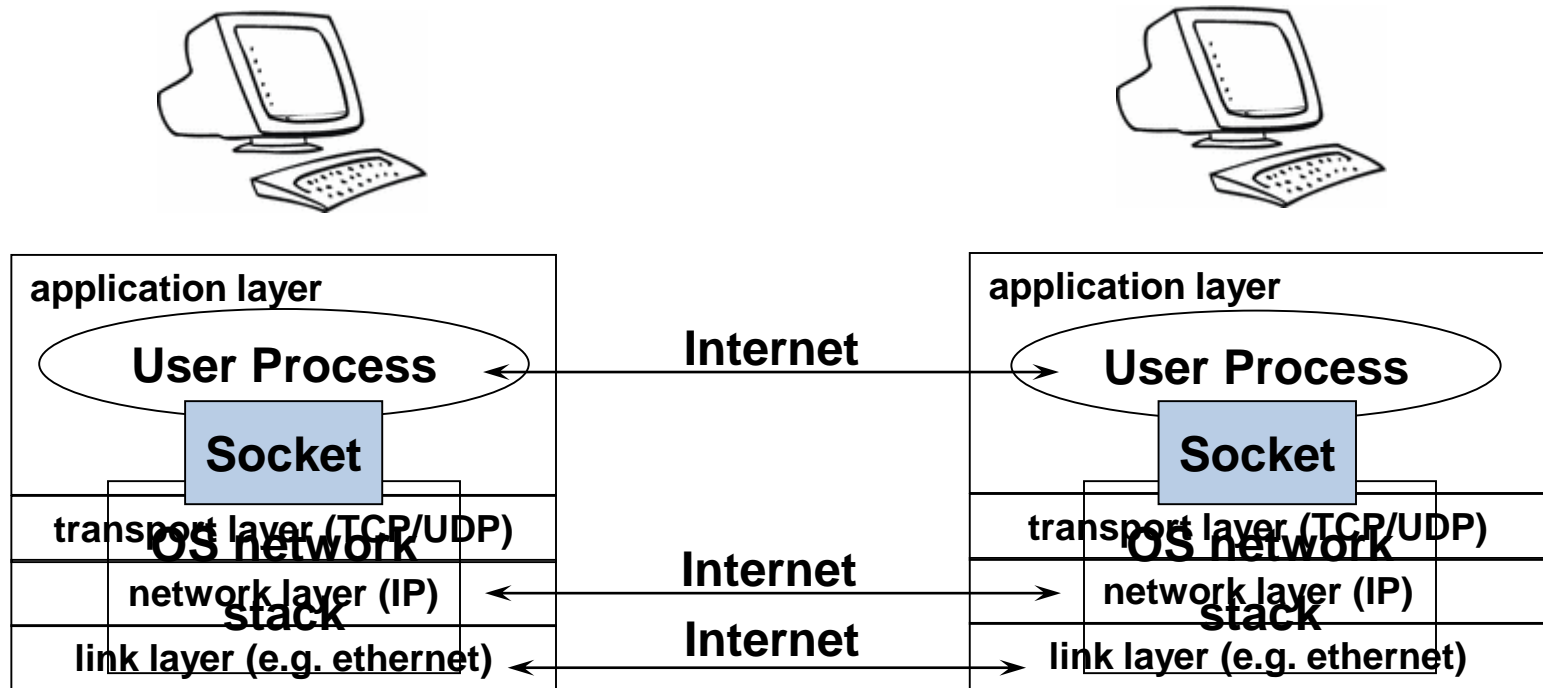 application layer
User Process
Socket
transport layer (TCP/UDP)
OS network
network layer (IP)
stack
link layer (e.g. ethernet)
Internet
Internet
Internet
application layer
User Process
Socket
transport layer (TCP/UDP)
OS network
network layer (IP)
stack
link layer (e.g. ethernet)